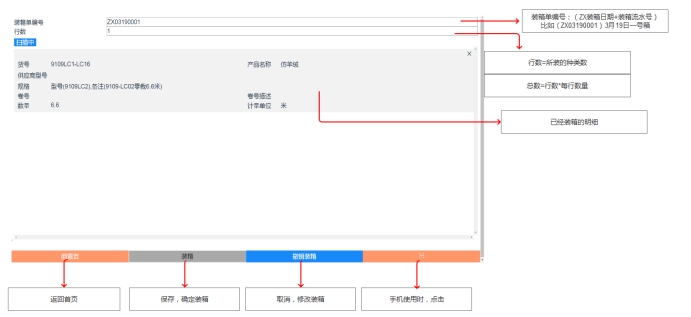 装箱单编号 ZX03190001
行数 1
扫描中
×
货号 9109LC1-LC16 产品名称 仿羊绒
供应商型号
规格 型号(9109LC2),备注(9109-LC02零裁6.6米)
卷号 卷号描述
数量 6.6 计量单位 米
回首页 装箱 撤销装箱
装箱单编号：（ZX装箱日期+装箱流水号）
比如（ZX03190001）3月19日一号箱
行数=所装的种类数
总数=行数*每行数量
已经装箱的明细
返回首页
保存，确定装箱
取消，修改装箱
手机使用时，点击